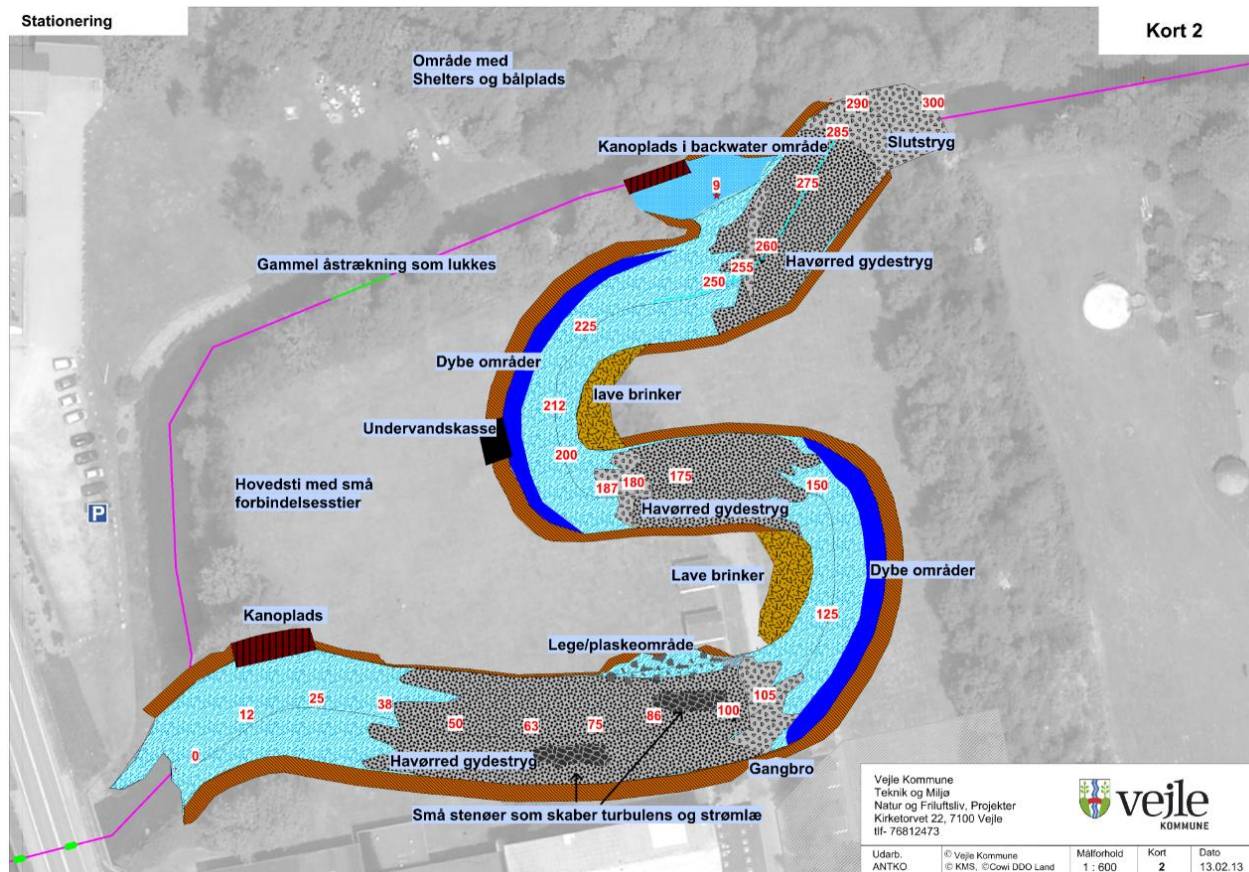 Stationering
Kort 2
Område med
Shelters og bålplads
290
300
285
Slutstryg
Kanoplads i backwater område
9
275
260
Havørred gydestryg
255
250
Gammel åstrækning som lukkes
225
Dybe områder
lave brinker
212
Undervandskasse
200
187
180
175
150
Hovedsti med små
forbindelsesstier
Havørred gydestryg
Lave brinker
Dybe områder
P
125
Kanoplads
Lege/plaskeområde
105
100
86
75
63
50
38
25
12
0
Havørred gydestryg
Gangbro
Små stenøer som skaber turbulens og strømlæ
Vejle Kommune
Teknik og Miljø
Natur og Friluftsliv, Projekter
Kirketorvet 22, 7100 Vejle
tlf- 76812473
vejle
KOMMUNE
Udarb.
ANTKO
© Vejle Kommune
© KMS, ©Cowi DDO Land
Målforhold
1 : 600
Kort
2
Dato
13.02.13